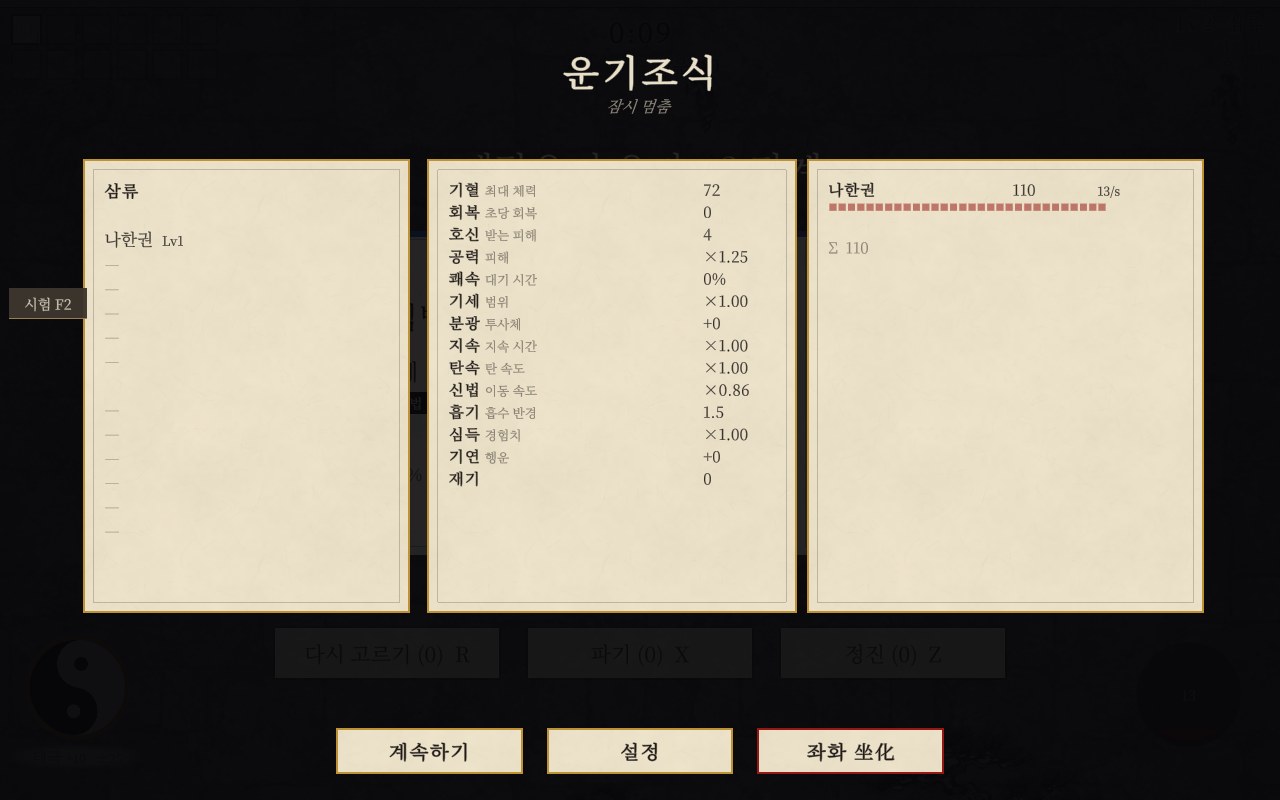 0:09
운기조식
잠시 멈춤
삼류
나한권 Lv1
—
—
—
—
—
—
—
—
—
—
—
시험 F2
기혈 최대 체력 72
회복 초당 회복 0
호신 받는 피해 4
공력 피해 ×1.25
쾌속 대기 시간 0%
기세 범위 ×1.00
분광 투사체 +0
지속 지속 시간 ×1.00
탄속 탄 속도 ×1.00
신법 이동 속도 ×0.86
흡기 흡수 반경 1.5
심득 경험치 ×1.00
기연 행운 +0
재기 0
나한권 110 13/s
Σ 110
다시 고르기 (0) R
파기 (0) X
정진 (0) Z
계속하기
설정
좌화 坐化